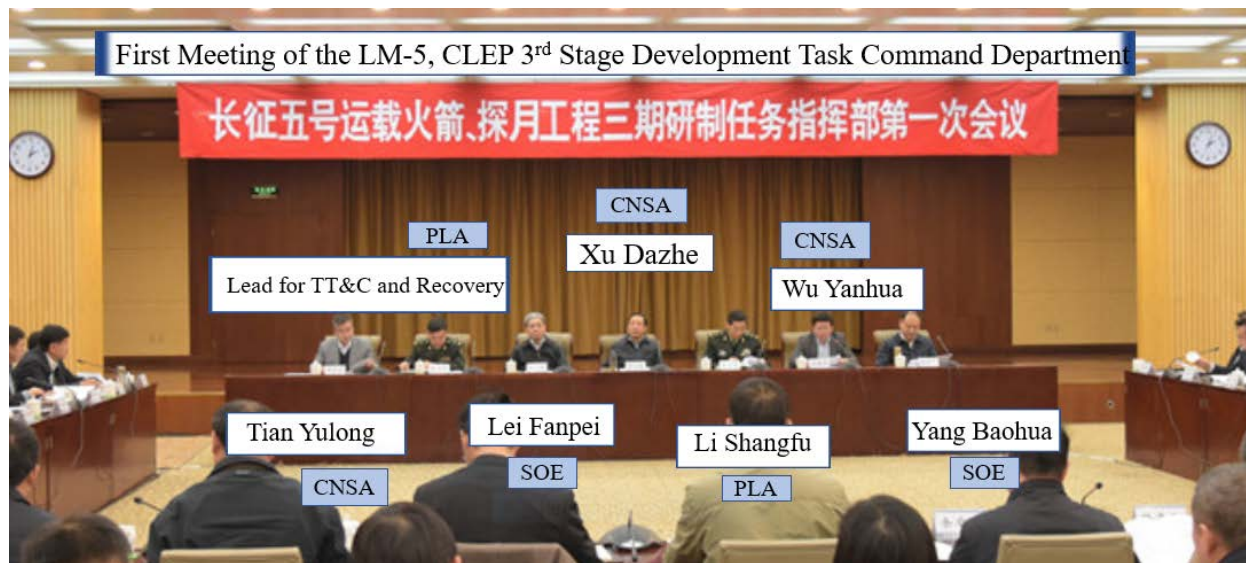 First Meeting of the LM-5, CLEP 3rd Stage Development Task Command Department
长征五号运载火箭、探月工程三期研制任务指挥部第一次会议
CNSA
PLA
CNSA
Xu Dazhe
Lead for TT&C and Recovery
Wu Yanhua
Tian Yulong
Lei Fanpei
Li Shangfu
Yang Baohua
CNSA
SOE
PLA
SOE